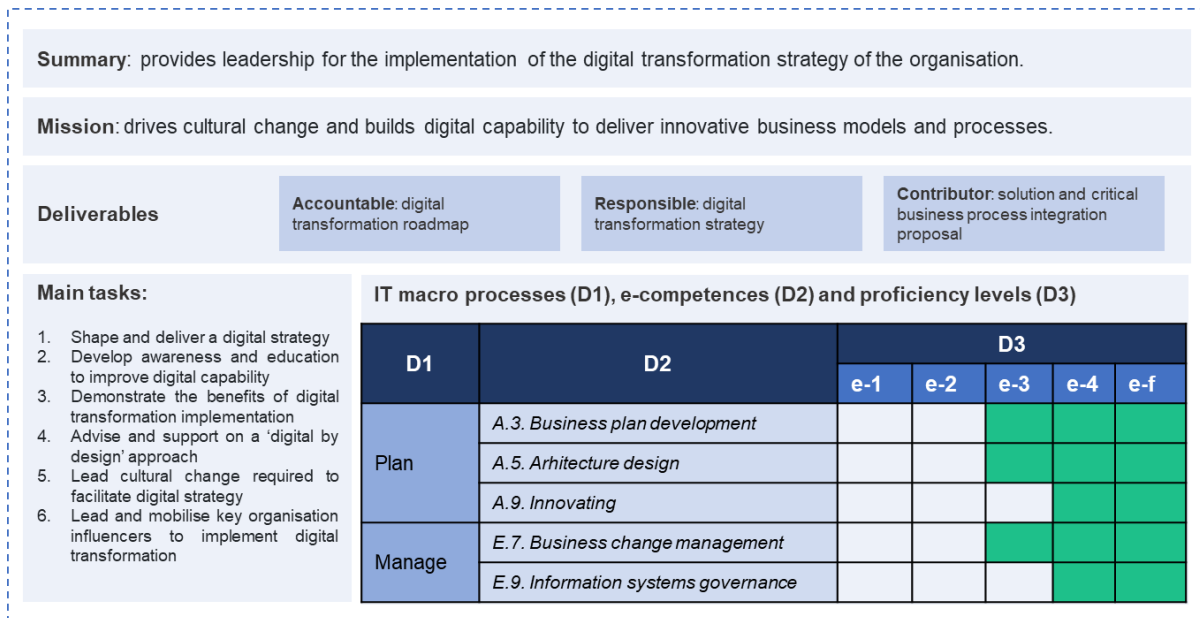 Summary: provides leadership for the implementation of the digital transformation strategy of the organisation.
Mission: drives cultural change and builds digital capability to deliver innovative business models and processes.
Deliverables
Accountable: digital
transformation roadmap
Responsible: digital
transformation strategy
Contributor: solution and critical
business process integration
proposal
Main tasks:
1. Shape and deliver a digital strategy
2. Develop awareness and education
to improve digital capability
3. Demonstrate the benefits of digital
transformation implementation
4. Advise and support on a ‘digital by
design’ approach
5. Lead cultural change required to
facilitate digital strategy
6. Lead and mobilise key organisation
influencers to implement digital
transformation
IT macro processes (D1), e-competences (D2) and proficiency levels (D3)
D1
D2
D3
e-1 e-2 e-3 e-4 e-f
Plan
A.3. Business plan development
A.5. Arhitecture design
A.9. Innovating
Manage
E.7. Business change management
E.9. Information systems governance